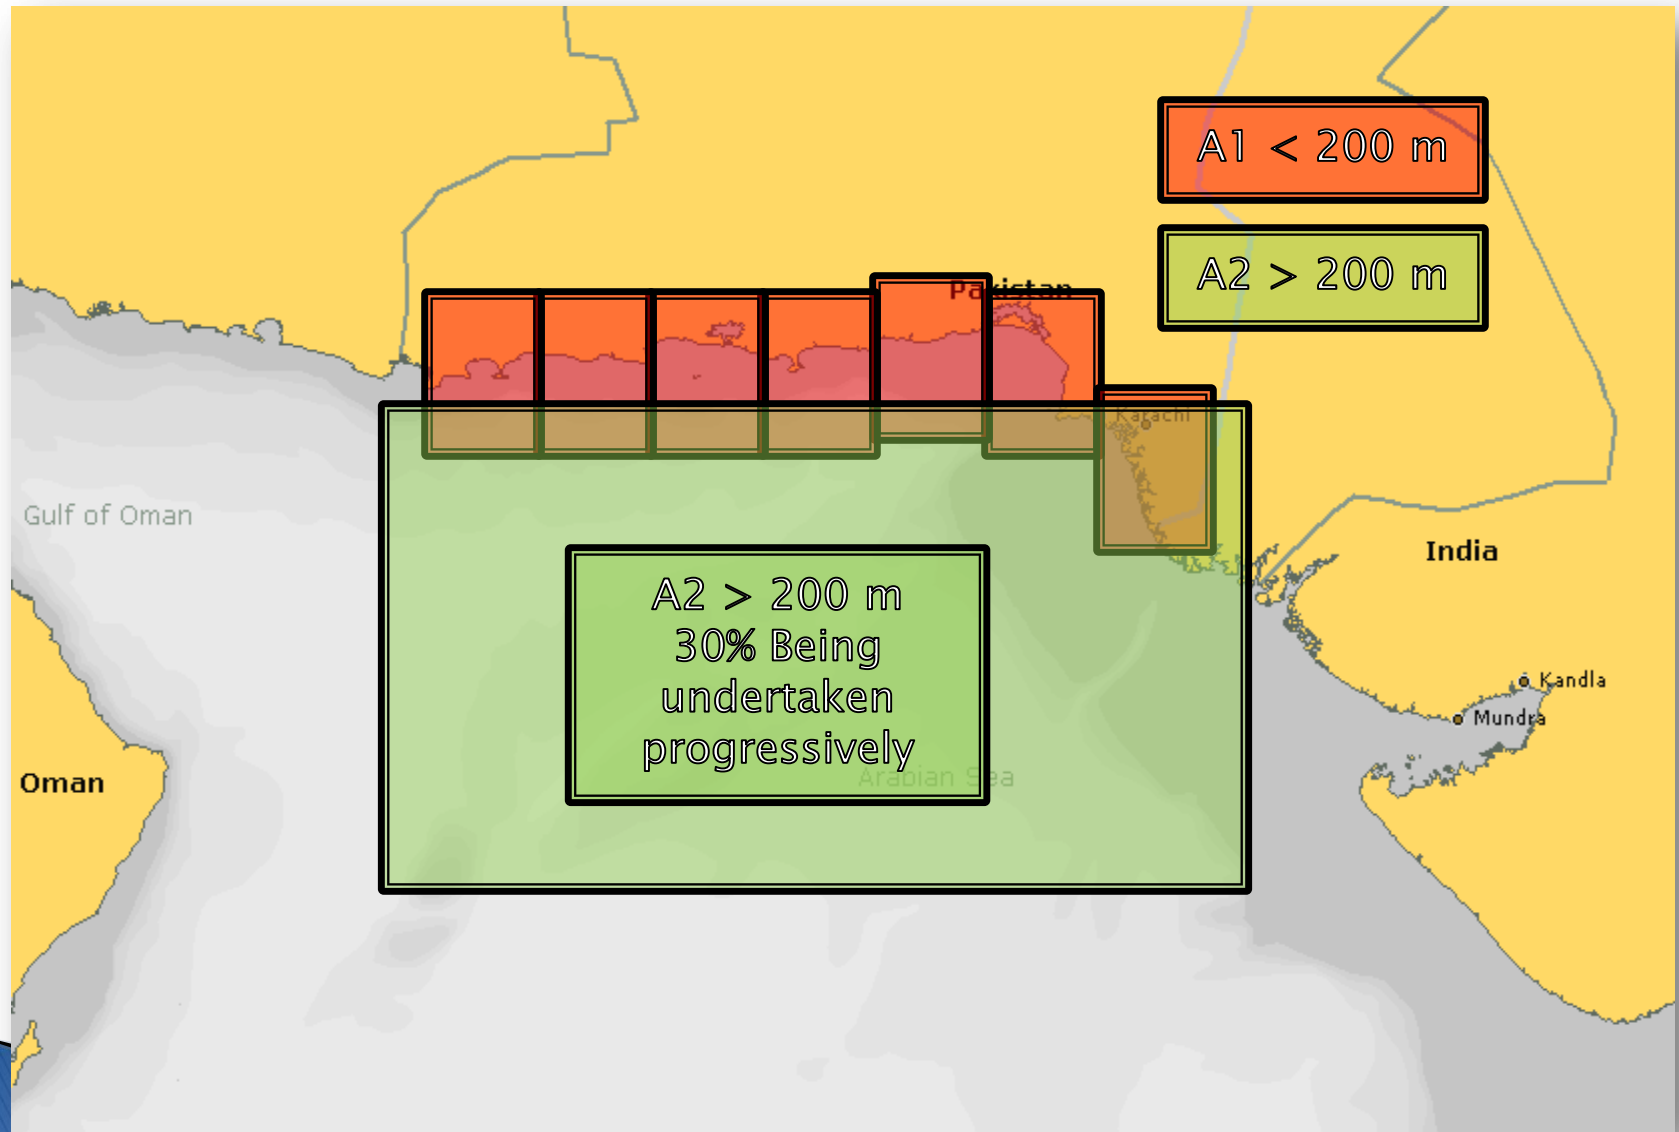 A1 < 200 m
A2 > 200 m
Pakistan
Karachi
Gulf of Oman
India
A2 > 200 m
30% Being
undertaken
progressively
Kandla
Mundra
Arabian Sea
Oman